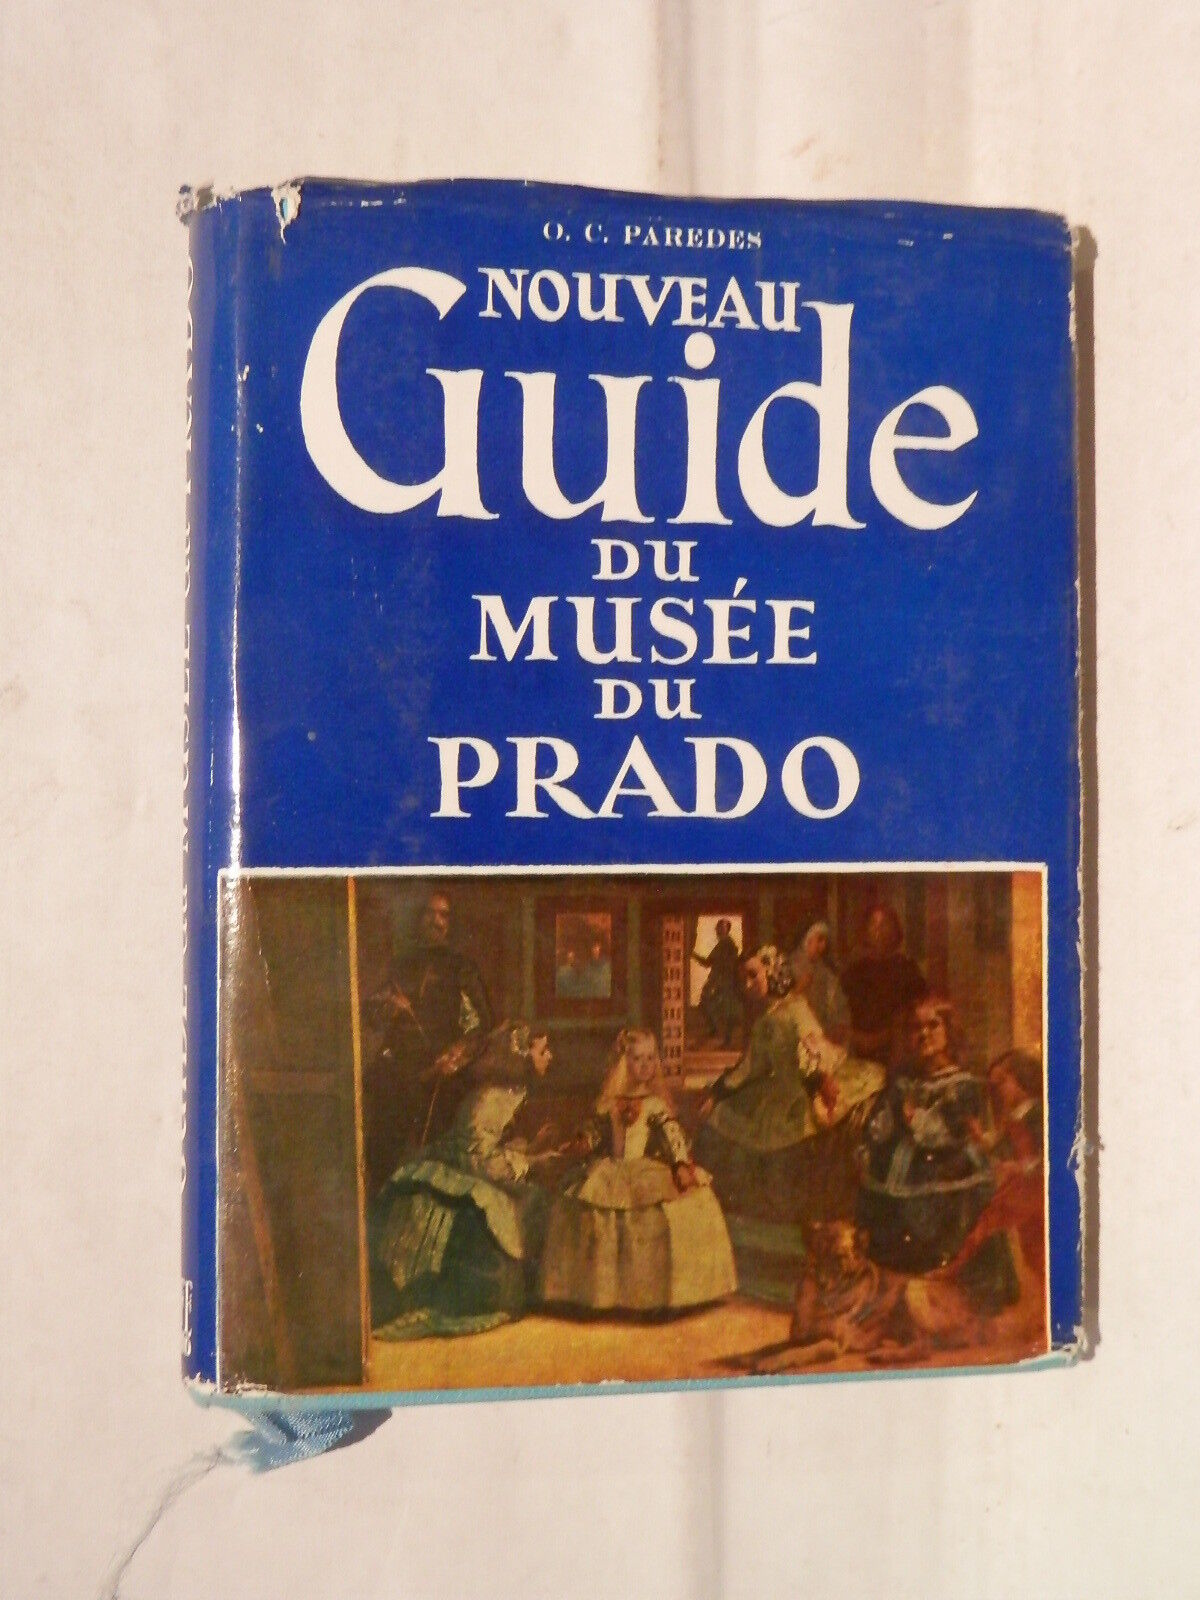 O. C. PAREDES
NOUVEAU
Guide
DU
MUSÉE
DU
PRADO